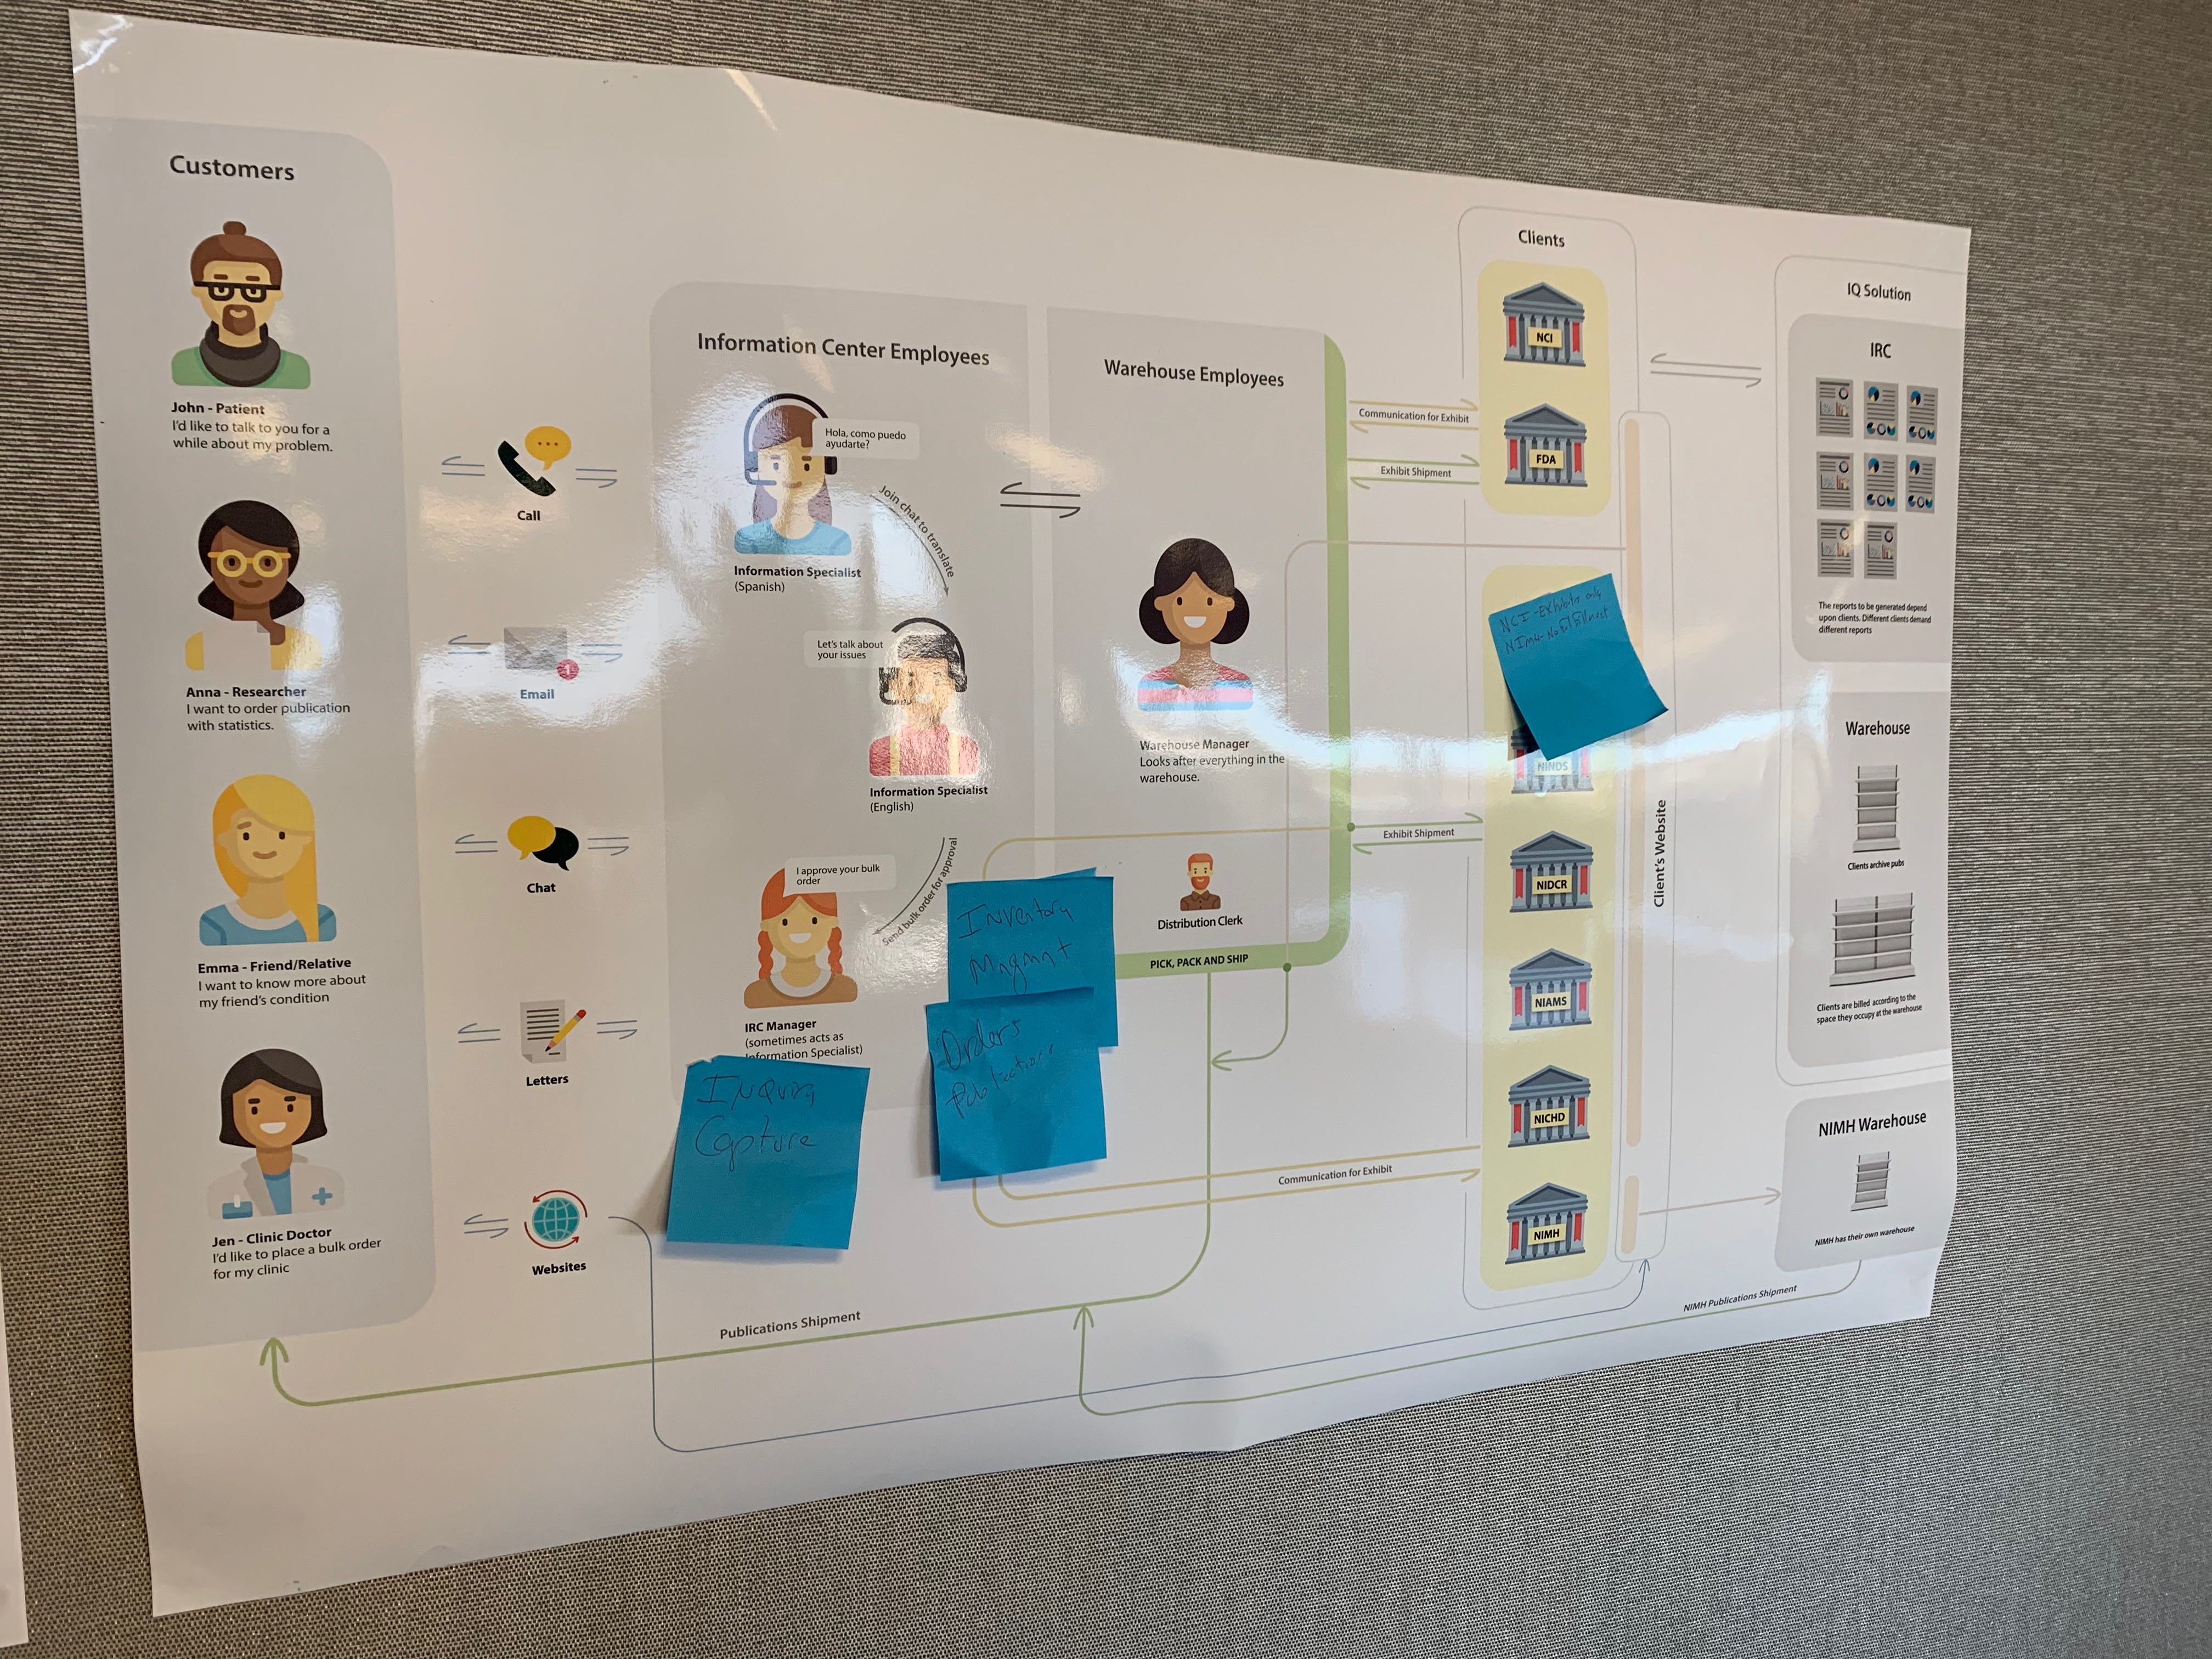 Customers
John - Patient
I'd like to talk to you for a
while about my problem.
Anna - Researcher
I want to order publication
with statistics.
Emma - Friend/Relative
I want to know more about
my friend's condition
Jen - Clinic Doctor
I'd like to place a bulk order
for my clinic
Call
1
Email
Chat
Letters
Websites
Information Center Employees
Hola, como puedo
ayudarte?
Join chat to translate
Information Specialist
(Spanish)
Let's talk about
your issues
Information Specialist
(English)
I approve your bulk
order
Send bulk order for approval
IRC Manager
(sometimes acts as
Information Specialist)
Inquiry
Capture
Inventory
Mngmnt
Orders
Publications
Warehouse Employees
Warehouse Manager
Looks after everything in the
warehouse.
Distribution Clerk
PICK, PACK AND SHIP
Communication for Exhibit
Exhibit Shipment
Exhibit Shipment
Communication for Exhibit
Publications Shipment
NIMH Publications Shipment
Clients
NCI
FDA
NCI - Exhibits only
NIMH - No Fulfillment
NINDS
NIDCR
NIAMS
NICHD
NIMH
Client's Website
IQ Solution
IRC
The reports to be generated depend
upon clients. Different clients demand
different reports
Warehouse
Clients archive pubs
Clients are billed according to the
space they occupy at the warehouse
NIMH Warehouse
NIMH has their own warehouse